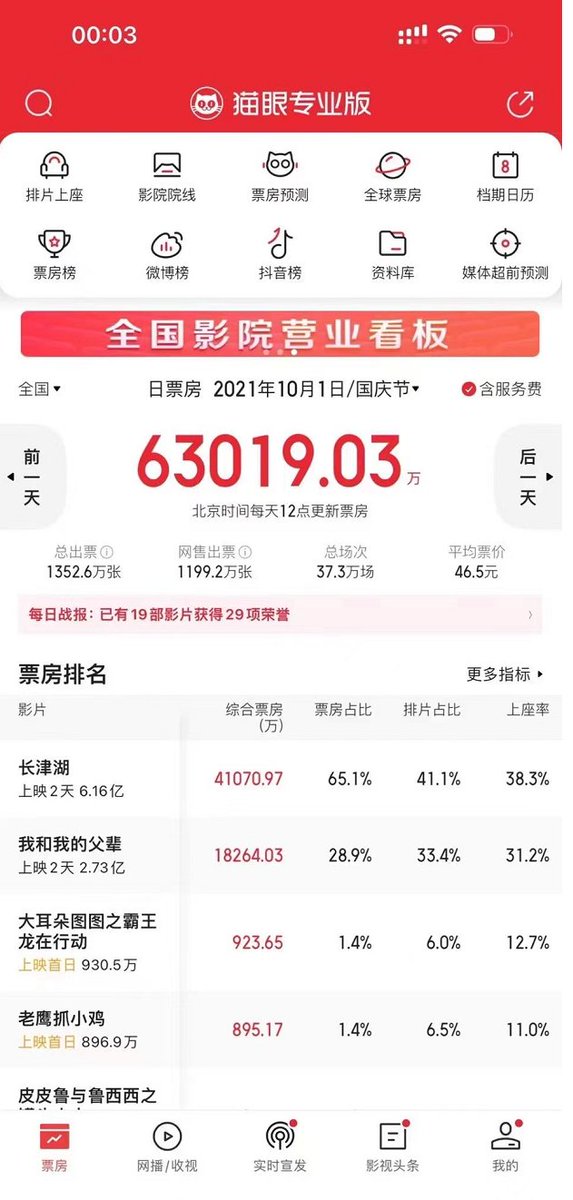 00:03
猫眼专业版
排片上座 影院院线 票房预测 全球票房 档期日历
8
票房榜 微博榜 抖音榜 资料库 媒体超前预测
全国影院营业看板
全国 日票房 2021年10月1日/国庆节 含服务费
前一天
63019.03万
后一天
北京时间每天12点更新票房
总出票 网售出票 总场次 平均票价
1352.6万张 1199.2万张 37.3万场 46.5元
每日战报：已有19部影片获得29项荣誉
票房排名 更多指标
影片 综合票房 票房占比 排片占比 上座率
(万)
长津湖 41070.97 65.1% 41.1% 38.3%
上映2天 6.16亿
我和我的父辈 18264.03 28.9% 33.4% 31.2%
上映2天 2.73亿
大耳朵图图之霸王
龙在行动 923.65 1.4% 6.0% 12.7%
上映首日 930.5万
老鹰抓小鸡 895.17 1.4% 6.5% 11.0%
上映首日 896.9万
皮皮鲁与鲁西西之
票房 网播/收视 实时宣发 影视头条 我的